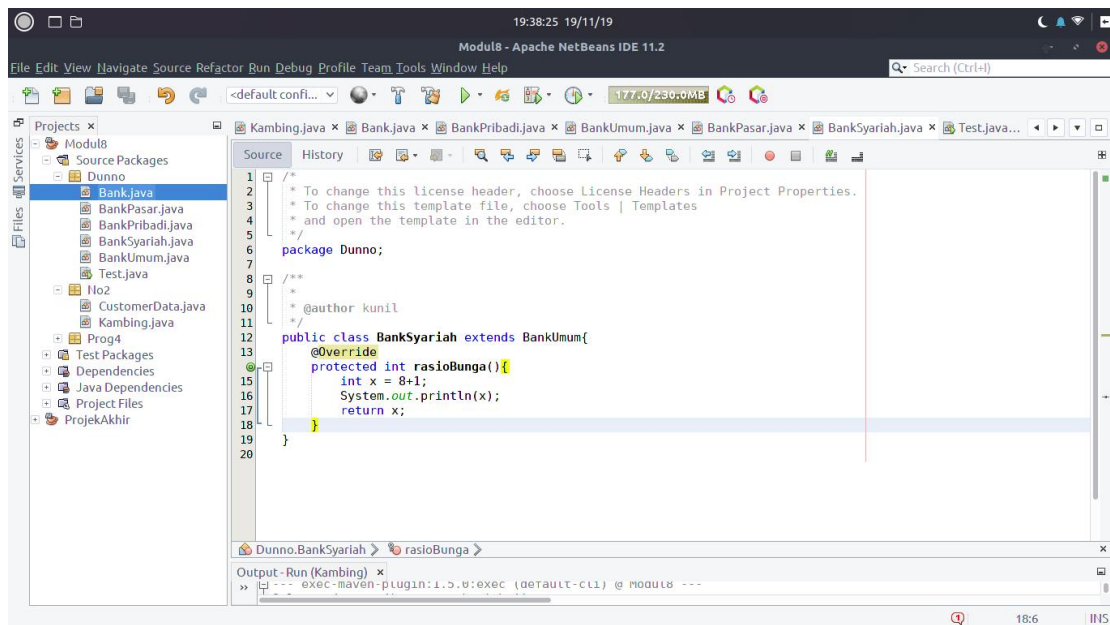 19:38:25 19/11/19
Modul8 - Apache NetBeans IDE 11.2
File Edit View Navigate Source Refactor Run Debug Profile Team Tools Window Help
Search (Ctrl+I)
<default confi...
177.0/230.0MB
Projects
Services
Files
Modul8
Source Packages
Dunno
Bank.java
BankPasar.java
BankPribadi.java
BankSyariah.java
BankUmum.java
Test.java
No2
CustomerData.java
Kambing.java
Prog4
Test Packages
Dependencies
Java Dependencies
Project Files
ProjekAkhir
Kambing.java Bank.java BankPribadi.java BankUmum.java BankPasar.java BankSyariah.java Test.java...
Source History
1 /*
2 * To change this license header, choose License Headers in Project Properties.
3 * To change this template file, choose Tools | Templates
4 * and open the template in the editor.
5 */
6 package Dunno;
7
8 /**
9 *
10 * @author kunil
11 */
12 public class BankSyariah extends BankUmum{
13 @Override
protected int rasioBunga(){
15 int x = 8+1;
16 System.out.println(x);
17 return x;
18 }
19 }
20
Dunno.BankSyariah rasioBunga
Output - Run (Kambing)
--- exec-maven-plugin:1.5.0:exec (default-cli) @ Modul8 ---
1 18:6 INS